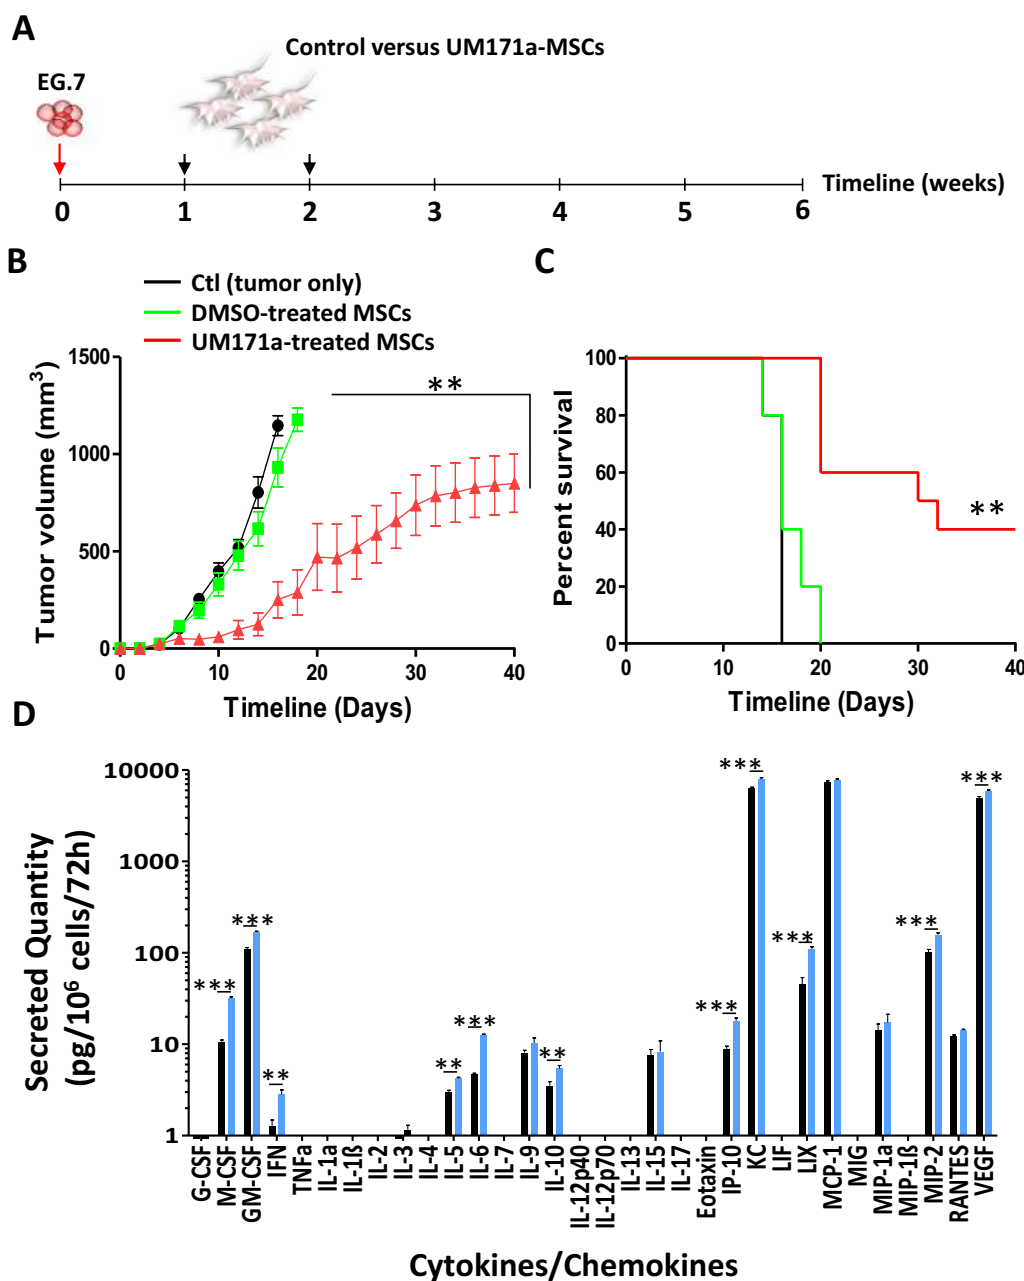 A
Control versus UM171a-MSCs
EG.7
Timeline (weeks)
0 1 2 3 4 5 6
B
C
Ctl (tumor only)
DMSO-treated MSCs
UM171a-treated MSCs
Tumor volume (mm³)
1500
1000
500
0
**
0 20 40
Timeline (Days)
Percent survival
100
80
60
40
20
0
**
0 10 20 30 40
Timeline (Days)
D
Secreted Quantity
(pg/10⁶ cells/72h)
10000
1000
100
10
1
*** *** ** ** *** ** *** *** *** *** ***
G-CSF
M-CSF
GM-CSF
IFN
TNFa
IL-1a
IL-1ß
IL-2
IL-3
IL-4
IL-5
IL-6
IL-7
IL-9
IL-10
IL-12p40
IL-12p70
IL-13
IL-15
IL-17
Eotaxin
IP-10
KC
LIF
LIX
MCP-1
MIG
MIP-1a
MIP-1ß
MIP-2
RANTES
VEGF
Cytokines/Chemokines